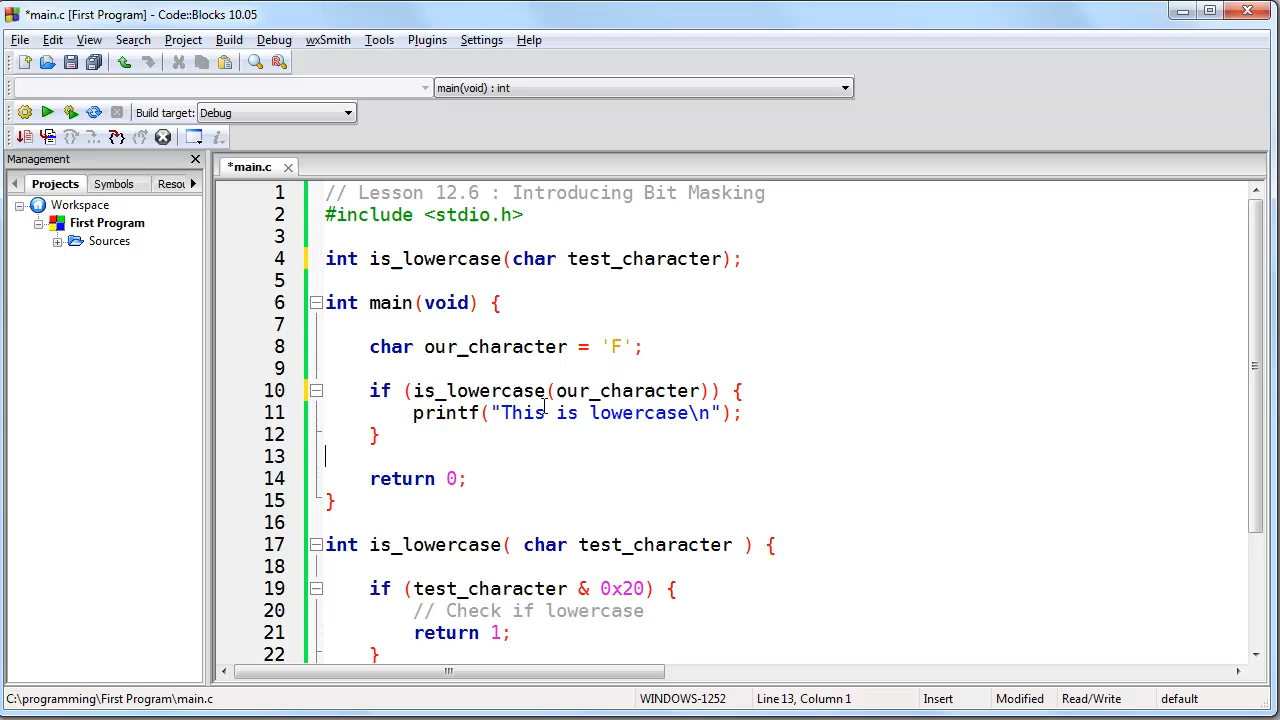 *main.c [First Program] - Code::Blocks 10.05
File Edit View Search Project Build Debug wxSmith Tools Plugins Settings Help
main(void) : int
Build target: Debug
Management
*main.c
Projects Symbols Resou
Workspace
First Program
Sources
1 // Lesson 12.6 : Introducing Bit Masking
2 #include <stdio.h>
3
4 int is_lowercase(char test_character);
5
6 int main(void) {
7
8 char our_character = 'F';
9
10 if (is_lowercase(our_character)) {
11 printf("This is lowercase\n");
12 }
13
14 return 0;
15 }
16
17 int is_lowercase( char test_character ) {
18
19 if (test_character & 0x20) {
20 // Check if lowercase
21 return 1;
22 }
C:\programming\First Program\main.c WINDOWS-1252 Line 13, Column 1 Insert Modified Read/Write default